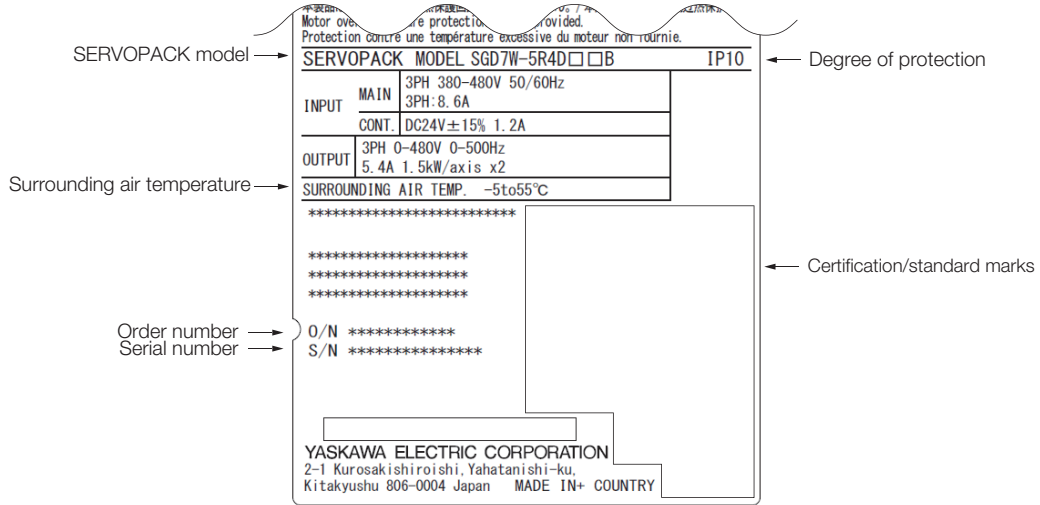 Motor ove re protectio ovided.
Protection contre une température excessive du moteur non fournie.
SERVOPACK model
SERVOPACK MODEL SGD7W-5R4D□□B IP10
Degree of protection
INPUT
MAIN
3PH 380-480V 50/60Hz
3PH:8.6A
CONT. DC24V±15% 1.2A
OUTPUT
3PH 0-480V 0-500Hz
5.4A 1.5kW/axis x2
Surrounding air temperature
SURROUNDING AIR TEMP. -5to55℃
**************************
********************
********************
********************
Certification/standard marks
Order number
O/N ************
Serial number
S/N ***************
YASKAWA ELECTRIC CORPORATION
2-1 Kurosakishiroishi,Yahatanishi-ku,
Kitakyushu 806-0004 Japan MADE IN+ COUNTRY